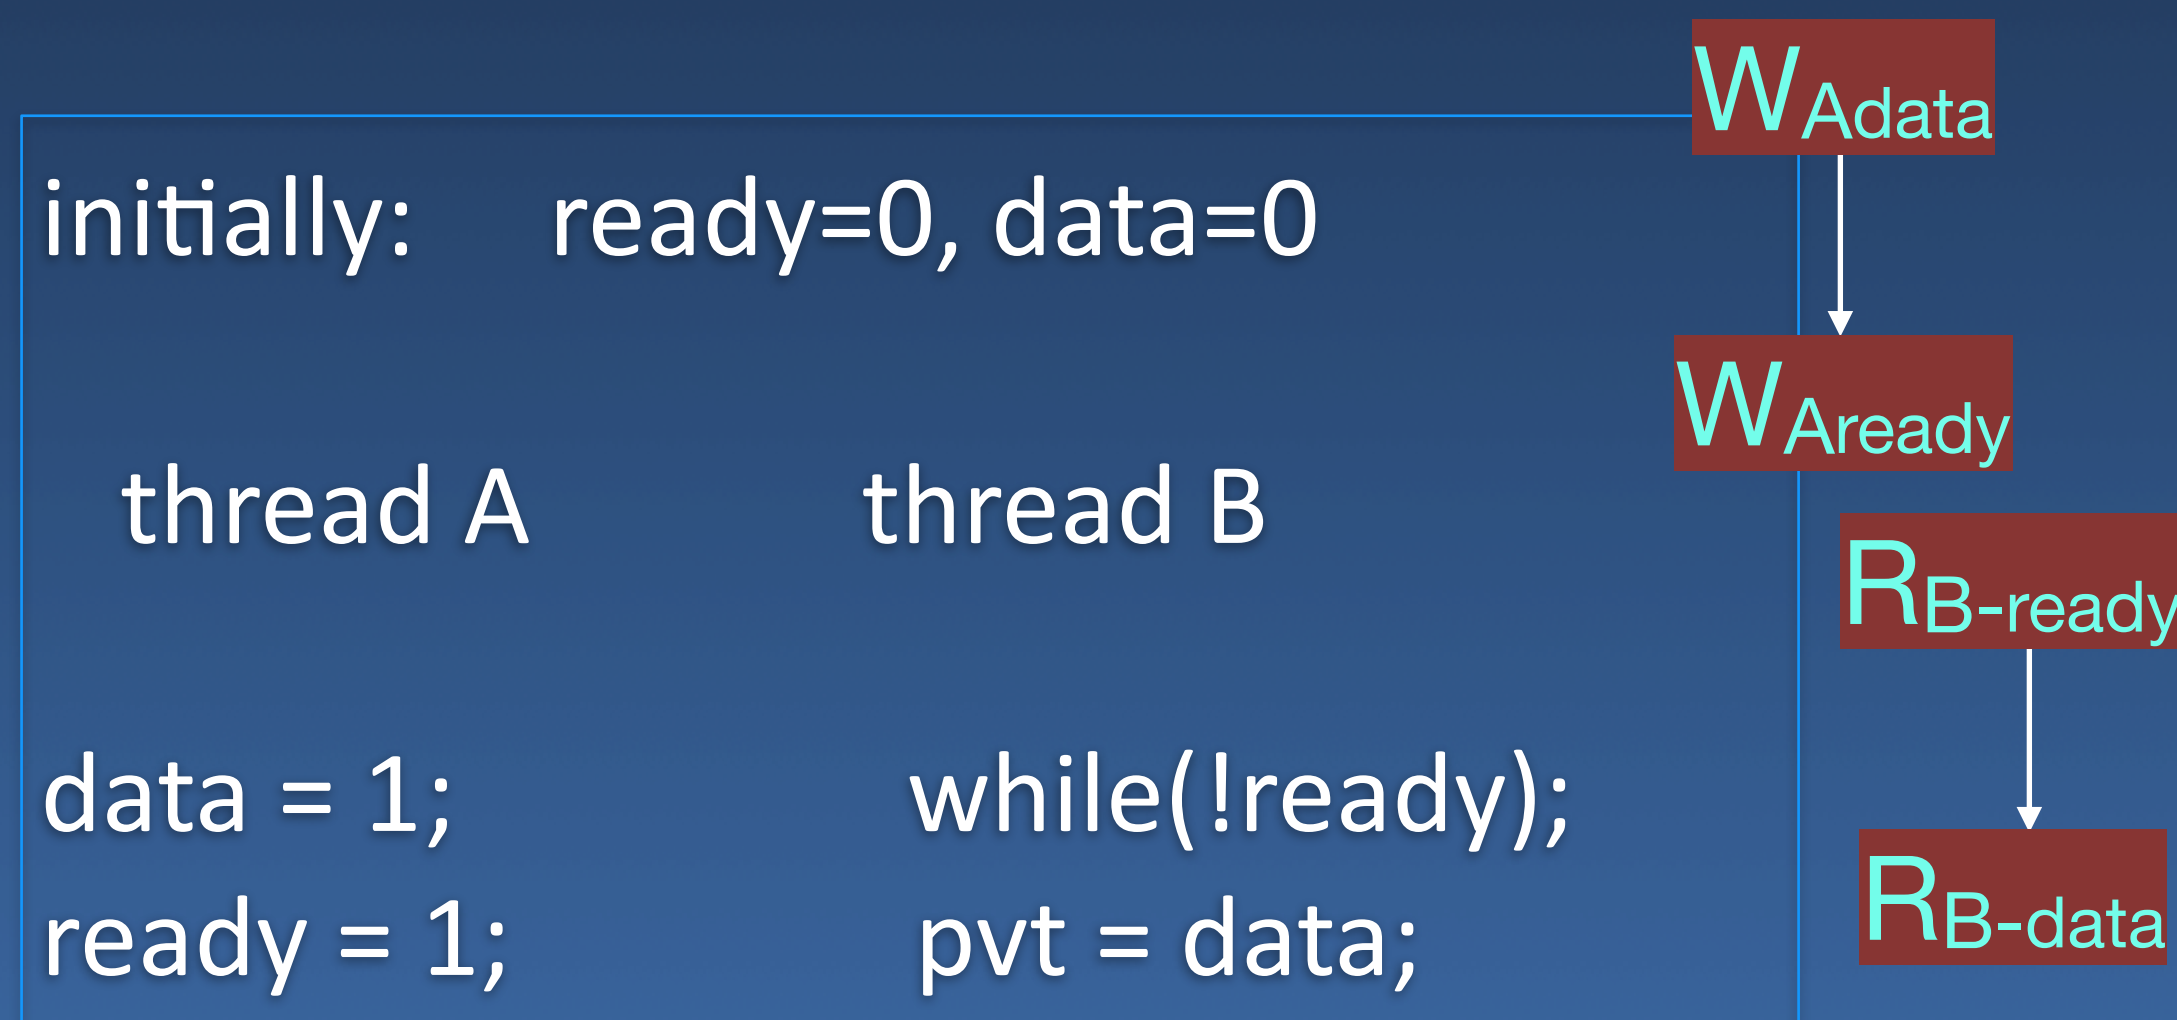 WAdata
initially: ready=0, data=0
WAready
thread A thread B
RB-ready
data = 1; while(!ready);
ready = 1; pvt = data;
RB-data